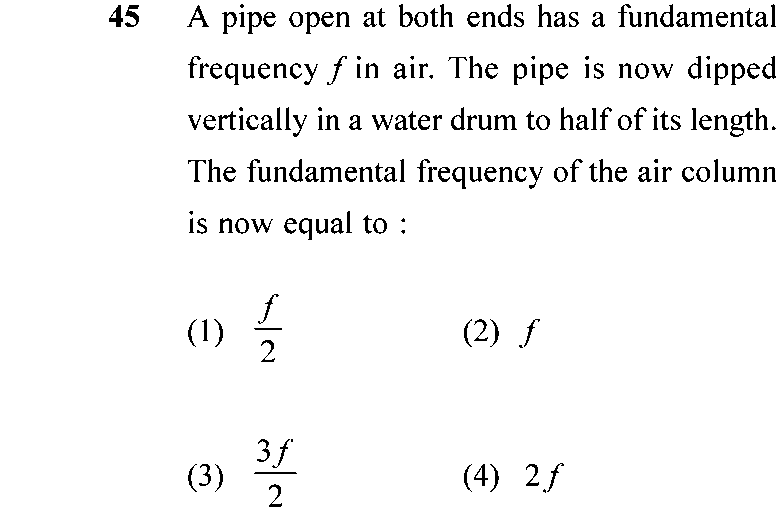 45 A pipe open at both ends has a fundamental
frequency f in air. The pipe is now dipped
vertically in a water drum to half of its length.
The fundamental frequency of the air column
is now equal to :
(1) f/2 (2) f
(3) 3f/2 (4) 2f